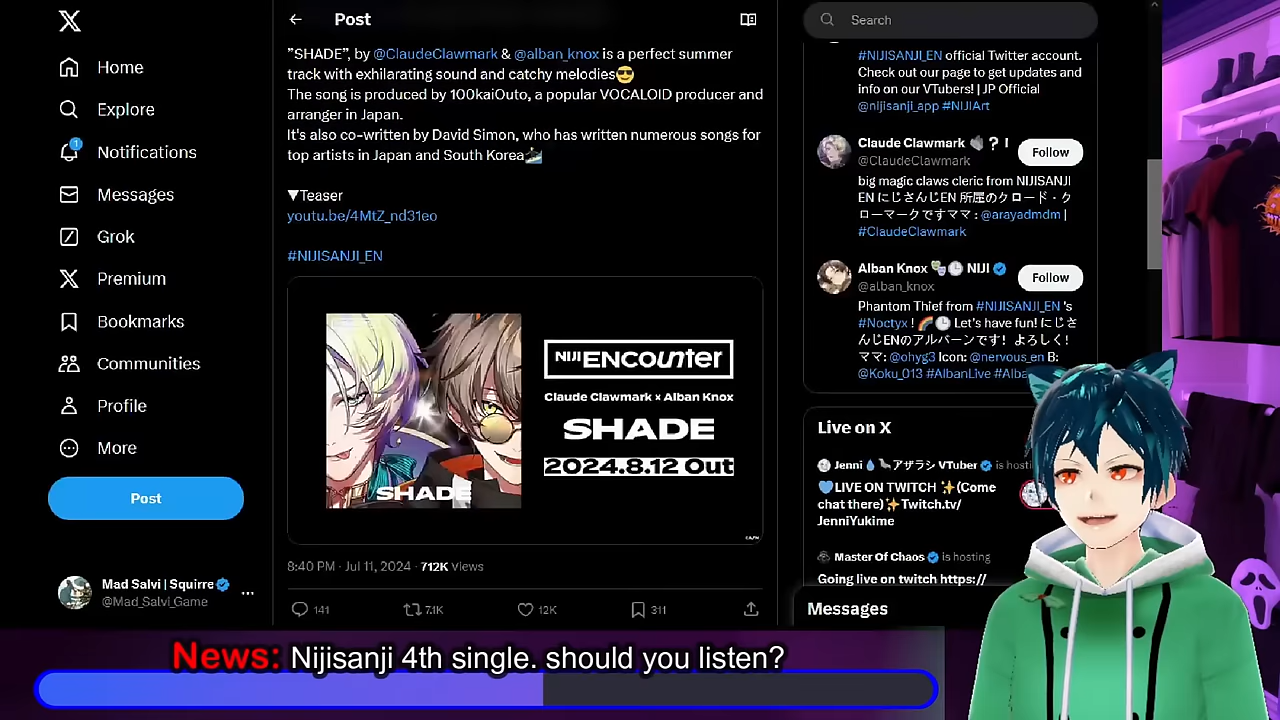 Home
Explore
1
Notifications
Messages
Grok
Premium
Bookmarks
Communities
Profile
More
Post
Mad Salvi | Squirre
@Mad_Salvi_Game
Post
"SHADE", by @ClaudeClawmark & @alban_knox is a perfect summer
track with exhilarating sound and catchy melodies😎
The song is produced by 100kaiOuto, a popular VOCALOID producer and
arranger in Japan.
It's also co-written by David Simon, who has written numerous songs for
top artists in Japan and South Korea
▼Teaser
youtu.be/4MtZ_nd31eo
#NIJISANJI_EN
SHADE
NIJIENCOunter
Claude Clawmark × Alban Knox
SHADE
2024.8.12 Out
8:40 PM · Jul 11, 2024 · 712K Views
141
7.1K
12K
311
Search
#NIJISANJI_EN official Twitter account.
Check out our page to get updates and
info on our VTubers! | JP Official
@nijisanji_app #NIJIArt
Claude Clawmark ❔ I
@ClaudeClawmark
Follow
big magic claws cleric from NIJISANJI
EN にじさんじEN 所属のクロード・ク
ローマークですママ : @arayadmdm |
#ClaudeClawmark
Alban Knox 🎭🕒 NIJI
@alban_knox
Follow
Phantom Thief from #NIJISANJI_EN 's
#Noctyx ! 🌈🕒 Let's have fun! にじさ
んじENのアルバーンです！よろしく！
ママ: @ohyg3 Icon: @nervous_en B:
@Koku_013 #AlbanLive #Alba
Live on X
Jenni💧🦭アザラシ VTuber is hosti
💙LIVE ON TWITCH ✨(Come
chat there)✨Twitch.tv/
JenniYukime
Master Of Chaos is hosting
Going live on twitch https://
Messages
News: Nijisanji 4th single. should you listen?